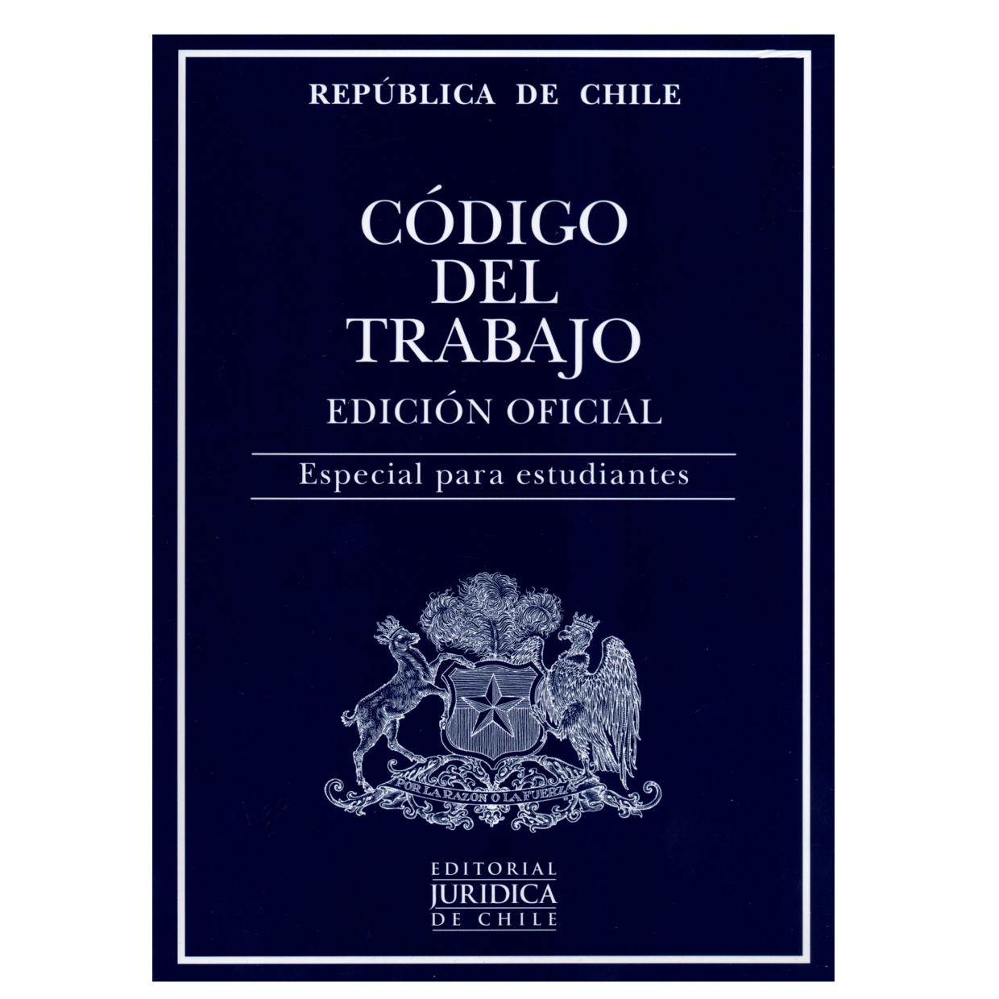 REPÚBLICA DE CHILE
CÓDIGO
DEL
TRABAJO
EDICIÓN OFICIAL
Especial para estudiantes
POR LA RAZÓN O LA FUERZA
EDITORIAL
JURIDICA
DE CHILE